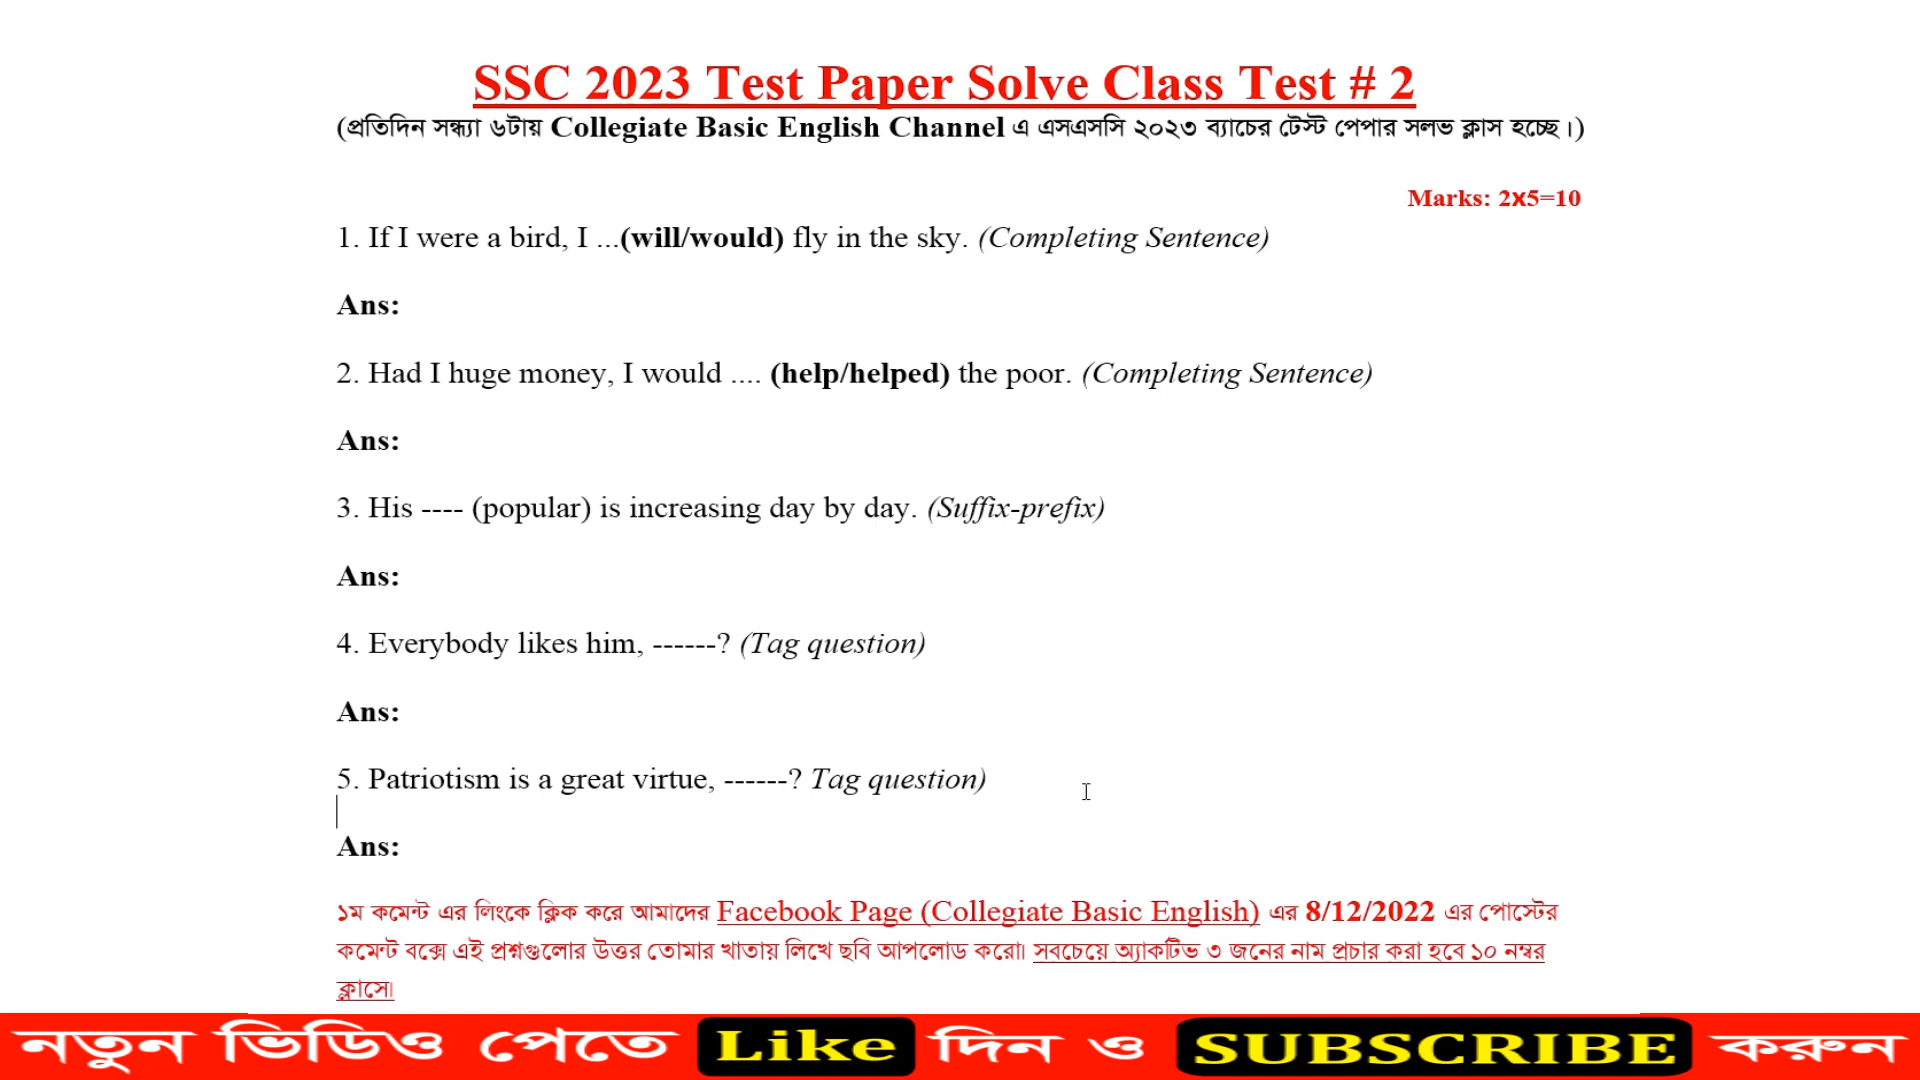 SSC 2023 Test Paper Solve Class Test # 2
(প্রতিদিন সন্ধ্যা ৬টায় Collegiate Basic English Channel এ এসএসসি ২০২৩ ব্যাচের টেস্ট পেপার সলভ ক্লাস হচ্ছে।)
Marks: 2x5=10
1. If I were a bird, I ...(will/would) fly in the sky. (Completing Sentence)
Ans:
2. Had I huge money, I would .... (help/helped) the poor. (Completing Sentence)
Ans:
3. His ---- (popular) is increasing day by day. (Suffix-prefix)
Ans:
4. Everybody likes him, ------? (Tag question)
Ans:
5. Patriotism is a great virtue, ------? Tag question)
Ans:
১ম কমেন্ট এর লিংকে ক্লিক করে আমাদের Facebook Page (Collegiate Basic English) এর 8/12/2022 এর পোস্টের
কমেন্ট বক্সে এই প্রশ্নগুলোর উত্তর তোমার খাতায় লিখে ছবি আপলোড করো। সবচেয়ে অ্যাকটিভ ৩ জনের নাম প্রচার করা হবে ১০ নম্বর
ক্লাসে।
নতুন ভিডিও পেতে Like দিন ও SUBSCRIBE করুন